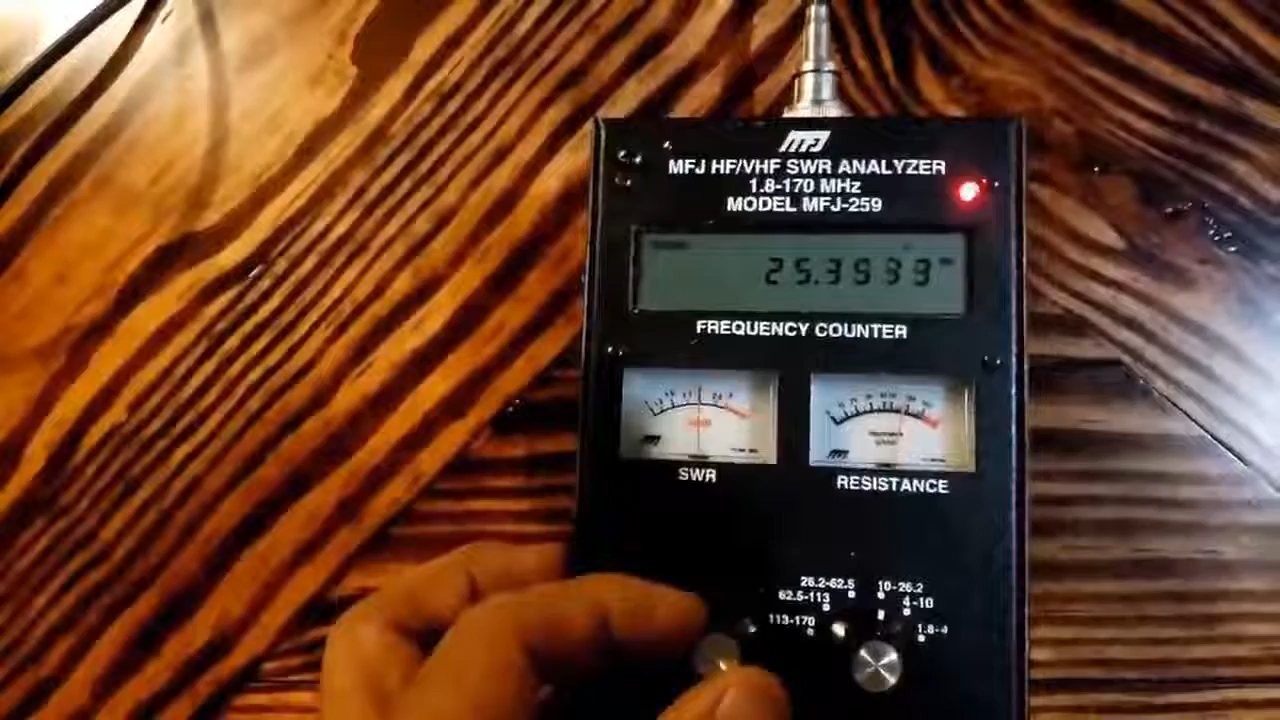 MFJ
MFJ HF/VHF SWR ANALYZER
1.8-170 MHz
MODEL MFJ-259
25.3933
FREQUENCY COUNTER
SWR
RESISTANCE
26.2-62.5 10-26.2
62.5-113 4-10
113-170 1.8-4